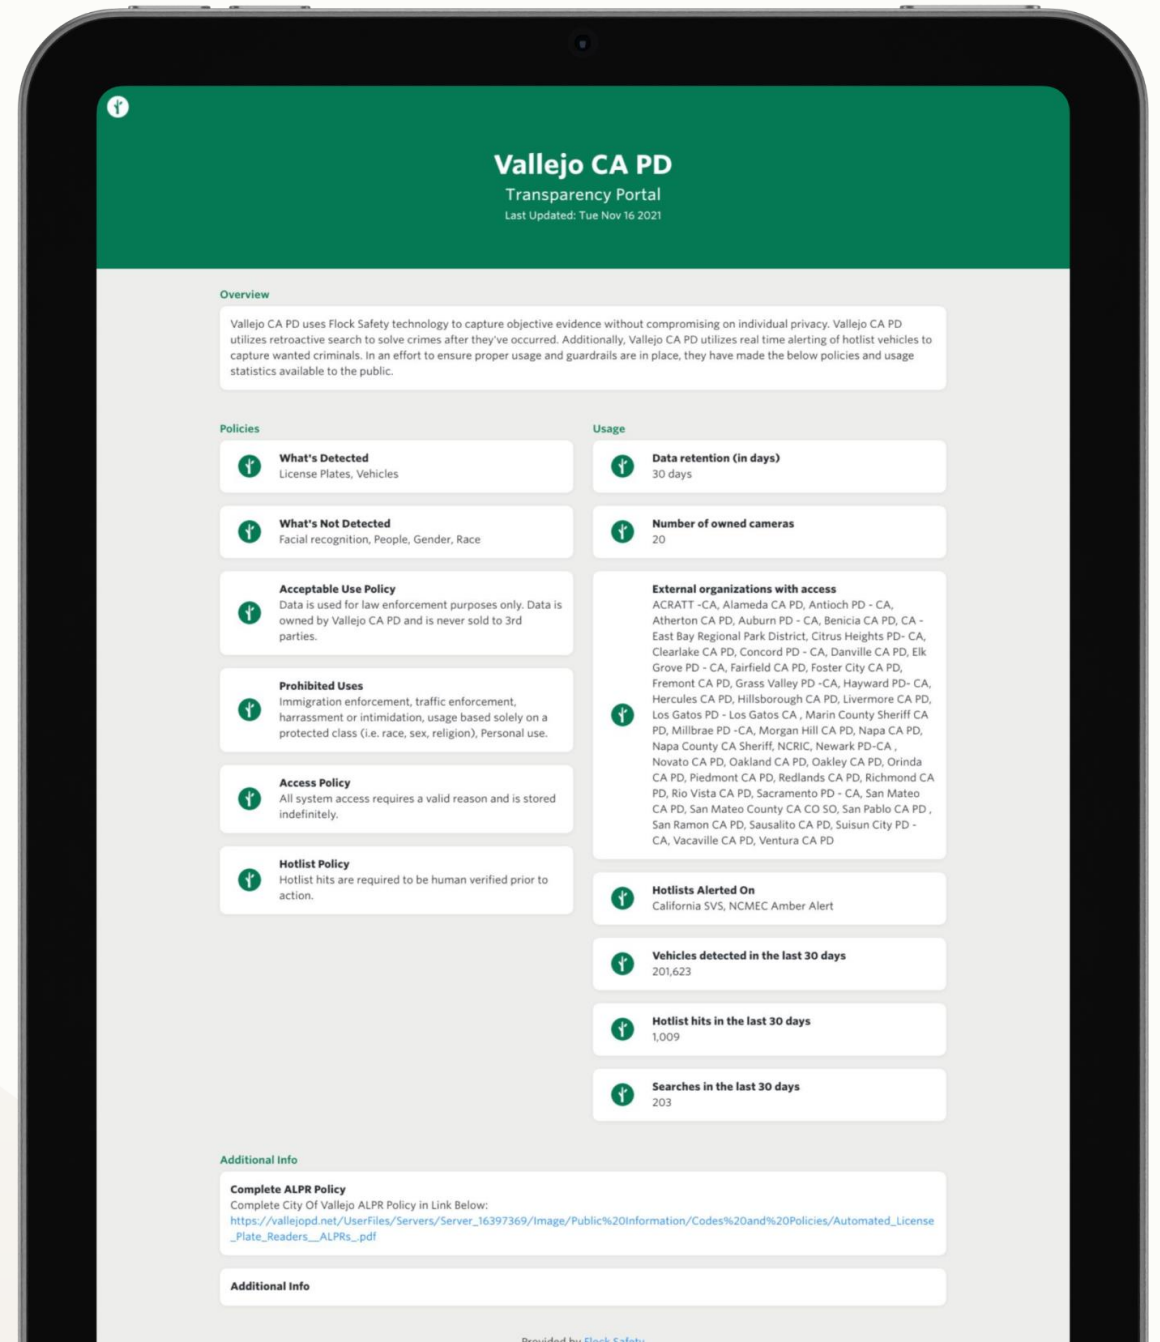 Vallejo CA PD
Transparency Portal
Last Updated: Tue Nov 16 2021
Overview
Vallejo CA PD uses Flock Safety technology to capture objective evidence without compromising on individual privacy. Vallejo CA PD
utilizes retroactive search to solve crimes after they've occurred. Additionally, Vallejo CA PD utilizes real time alerting of hotlist vehicles to
capture wanted criminals. In an effort to ensure proper usage and guardrails are in place, they have made the below policies and usage
statistics available to the public.
Policies
What's Detected
License Plates, Vehicles
What's Not Detected
Facial recognition, People, Gender, Race
Acceptable Use Policy
Data is used for law enforcement purposes only. Data is
owned by Vallejo CA PD and is never sold to 3rd
parties.
Prohibited Uses
Immigration enforcement, traffic enforcement,
harrassment or intimidation, usage based solely on a
protected class (i.e. race, sex, religion), Personal use.
Access Policy
All system access requires a valid reason and is stored
indefinitely.
Hotlist Policy
Hotlist hits are required to be human verified prior to
action.
Usage
Data retention (in days)
30 days
Number of owned cameras
20
External organizations with access
ACRATT -CA, Alameda CA PD, Antioch PD - CA,
Atherton CA PD, Auburn PD - CA, Benicia CA PD, CA -
East Bay Regional Park District, Citrus Heights PD- CA,
Clearlake CA PD, Concord PD - CA, Danville CA PD, Elk
Grove PD - CA, Fairfield CA PD, Foster City CA PD,
Fremont CA PD, Grass Valley PD -CA, Hayward PD- CA,
Hercules CA PD, Hillsborough CA PD, Livermore CA PD,
Los Gatos PD - Los Gatos CA , Marin County Sheriff CA
PD, Millbrae PD -CA, Morgan Hill CA PD, Napa CA PD,
Napa County CA Sheriff, NCRIC, Newark PD-CA ,
Novato CA PD, Oakland CA PD, Oakley CA PD, Orinda
CA PD, Piedmont CA PD, Redlands CA PD, Richmond CA
PD, Rio Vista CA PD, Sacramento PD - CA, San Mateo
CA PD, San Mateo County CA CO SO, San Pablo CA PD ,
San Ramon CA PD, Sausalito CA PD, Suisun City PD -
CA, Vacaville CA PD, Ventura CA PD
Hotlists Alerted On
California SVS, NCMEC Amber Alert
Vehicles detected in the last 30 days
201,623
Hotlist hits in the last 30 days
1,009
Searches in the last 30 days
203
Additional Info
Complete ALPR Policy
Complete City Of Vallejo ALPR Policy in Link Below:
https://vallejopd.net/UserFiles/Servers/Server_16397369/Image/Public%20Information/Codes%20and%20Policies/Automated_License
_Plate_Readers__ALPRs_.pdf
Additional Info
Provided by Flock Safety